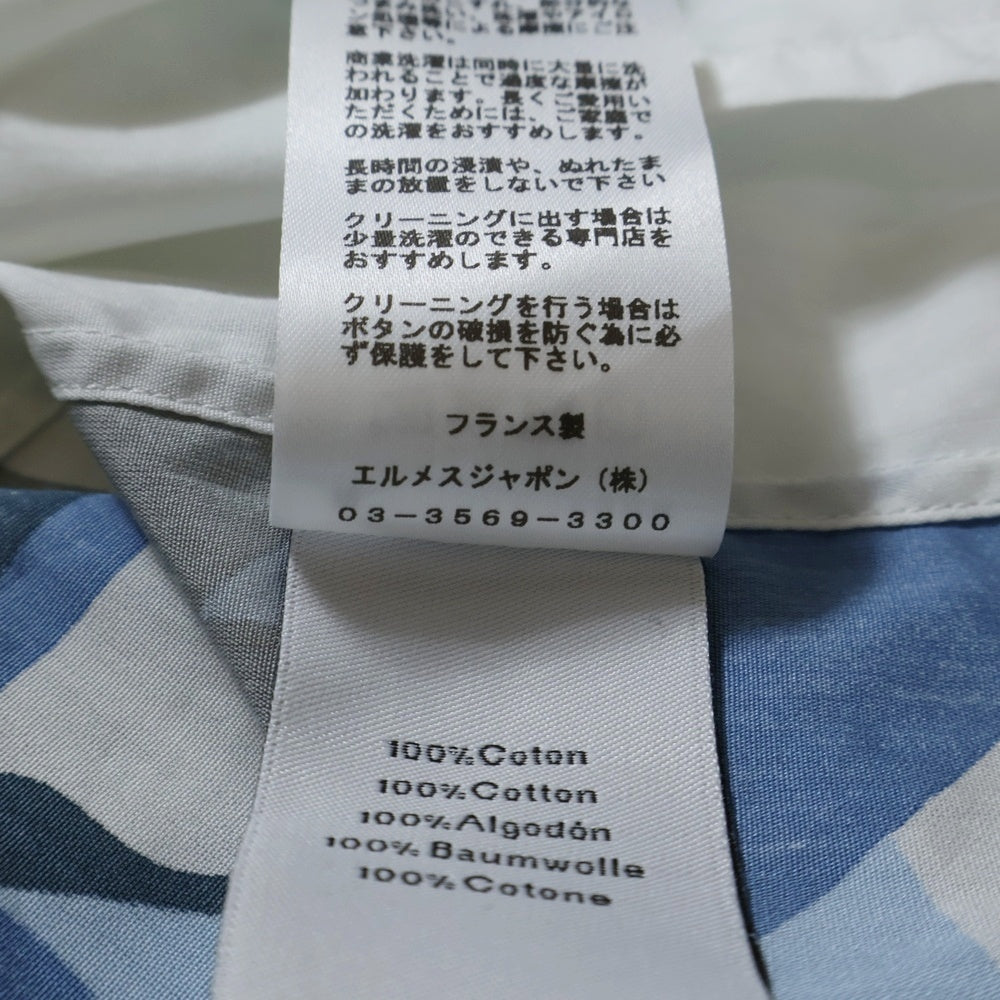 商業洗濯は同時に大量に洗
われることで過度な摩擦が
加わります。長くご愛用い
ただくためには、ご家庭で
の洗濯をおすすめします。
長時間の浸漬や、ぬれたま
まの放置をしないで下さい
クリーニングに出す場合は
少量洗濯のできる専門店を
おすすめします。
クリーニングを行う場合は
ボタンの破損を防ぐ為に必
ず保護をして下さい。
フランス製
エルメスジャポン（株）
03-3569-3300
100%Coton
100%Cotton
100%Algodón
100%Baumwolle
100%Cotone